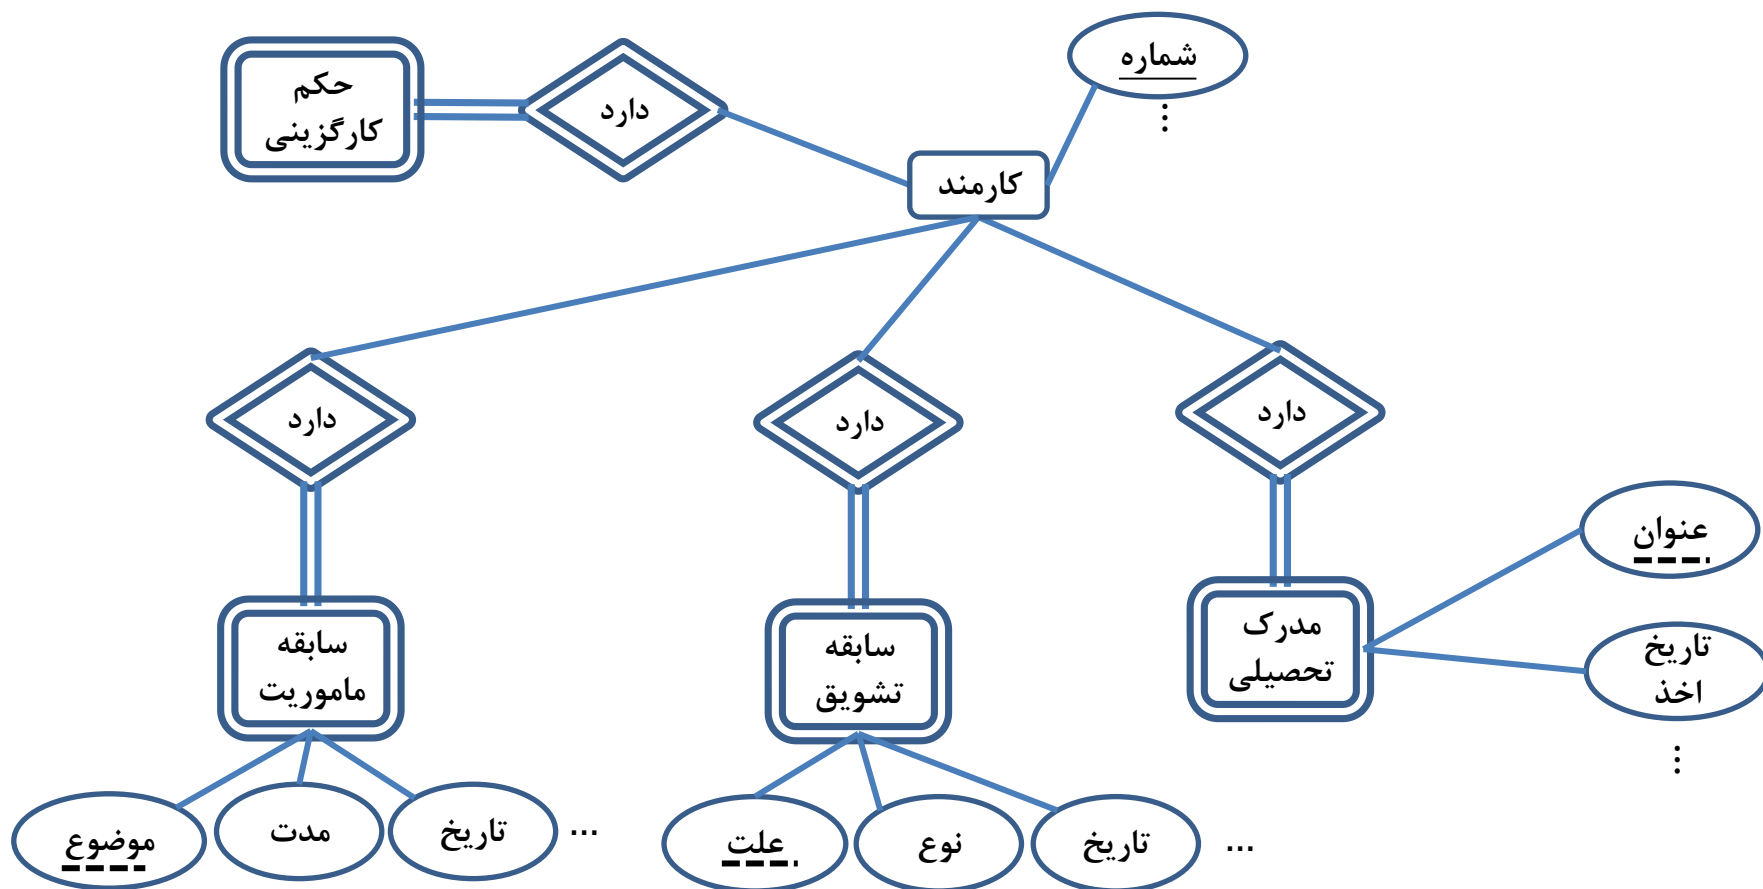 شماره
⋮
حکم
کارگزینی
دارد
کارمند
دارد
دارد
دارد
عنوان
مدرک
تحصیلی
تاریخ
اخذ
⋮
سابقه
تشویق
سابقه
ماموریت
علت
نوع
تاریخ
...
موضوع
مدت
تاریخ
...